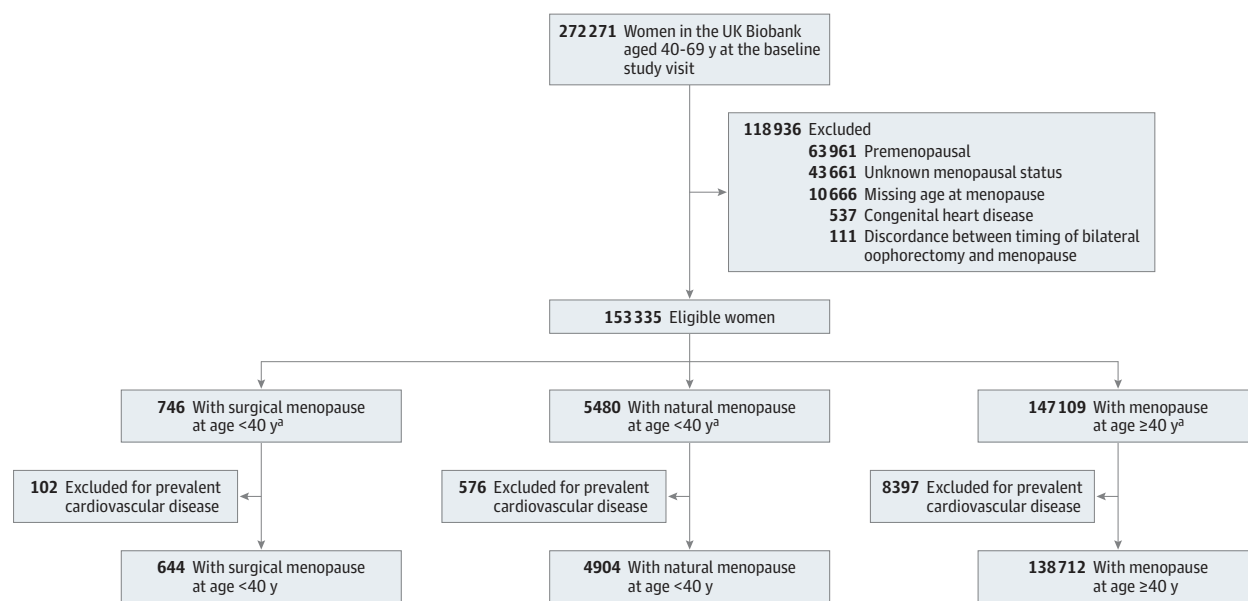 272 271 Women in the UK Biobank
aged 40-69 y at the baseline
study visit
118 936 Excluded
63 961 Premenopausal
43 661 Unknown menopausal status
10 666 Missing age at menopause
537 Congenital heart disease
111 Discordance between timing of bilateral
oophorectomy and menopause
153 335 Eligible women
746 With surgical menopause
at age <40 yᵃ
5480 With natural menopause
at age <40 yᵃ
147 109 With menopause
at age ≥40 yᵃ
102 Excluded for prevalent
cardiovascular disease
576 Excluded for prevalent
cardiovascular disease
8397 Excluded for prevalent
cardiovascular disease
644 With surgical menopause
at age <40 y
4904 With natural menopause
at age <40 y
138 712 With menopause
at age ≥40 y